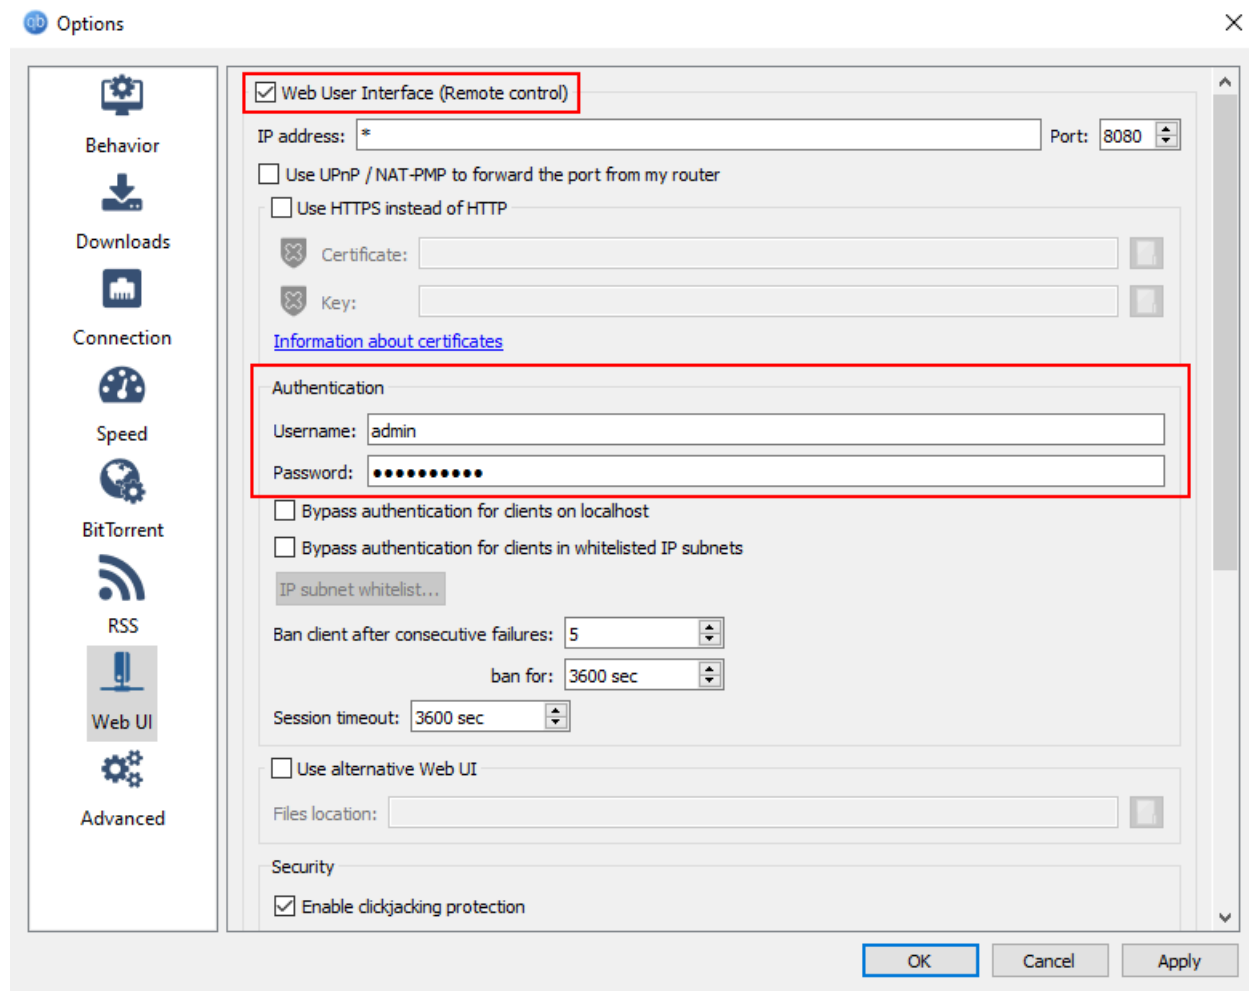 qb Options
Behavior
Downloads
Connection
Speed
BitTorrent
RSS
Web UI
Advanced
Web User Interface (Remote control)
IP address: * Port: 8080
Use UPnP / NAT-PMP to forward the port from my router
Use HTTPS instead of HTTP
Certificate:
Key:
Information about certificates
Authentication
Username: admin
Password: ●●●●●●●●●●
Bypass authentication for clients on localhost
Bypass authentication for clients in whitelisted IP subnets
IP subnet whitelist...
Ban client after consecutive failures: 5
ban for: 3600 sec
Session timeout: 3600 sec
Use alternative Web UI
Files location:
Security
Enable clickjacking protection
OK Cancel Apply